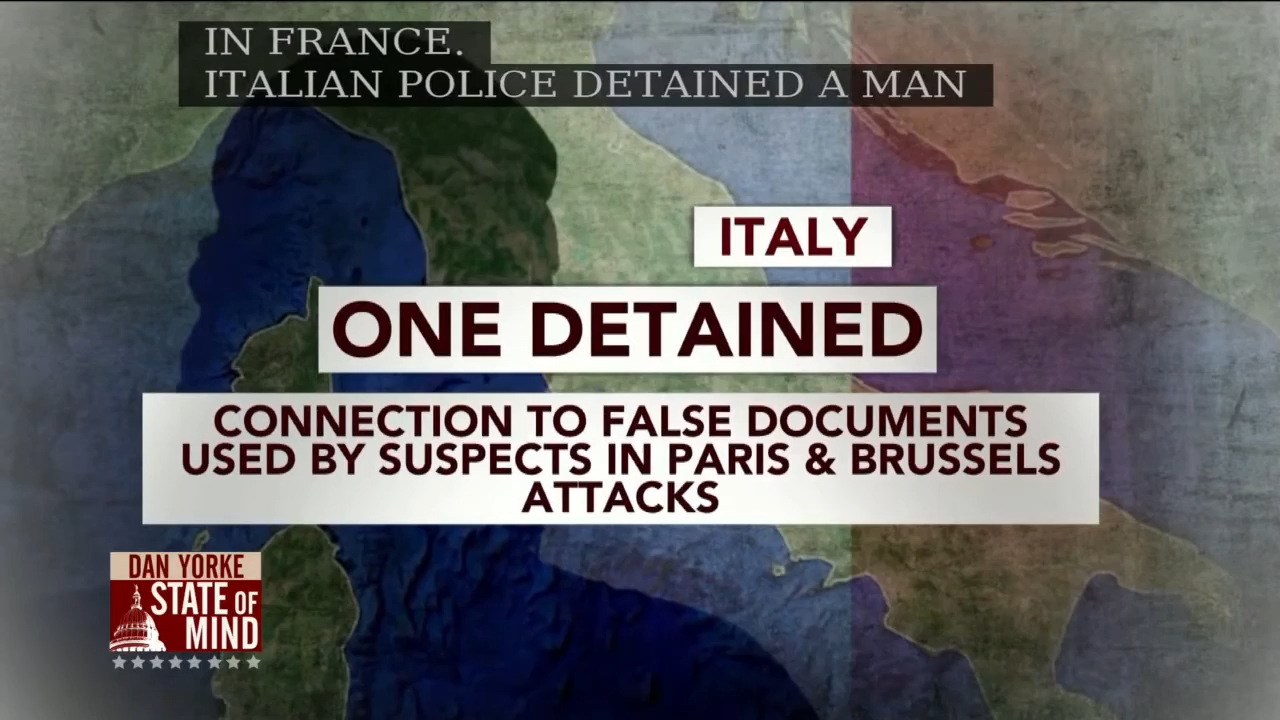 IN FRANCE.
ITALIAN POLICE DETAINED A MAN
ITALY
ONE DETAINED
CONNECTION TO FALSE DOCUMENTS
USED BY SUSPECTS IN PARIS & BRUSSELS
ATTACKS
DAN YORKE
STATE OF
MIND